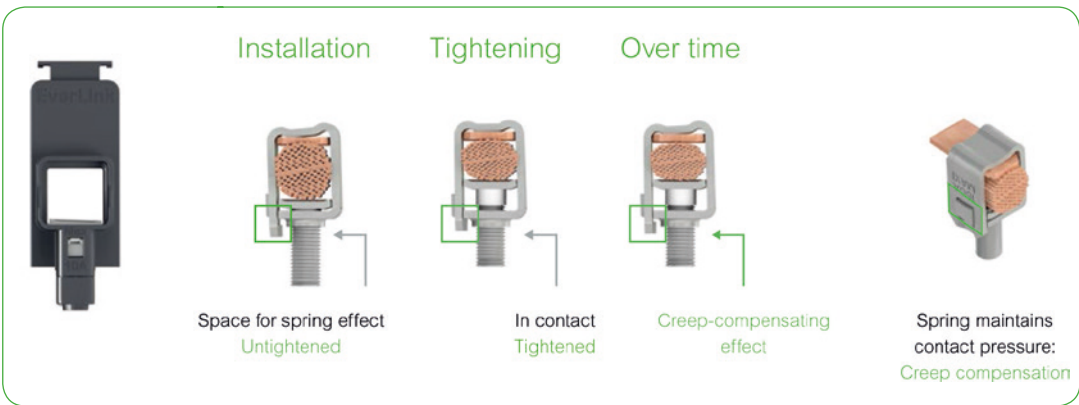 Installation
Tightening
Over time
EverLink
Space for spring effect
Untightened
In contact
Tightened
Creep-compensating
effect
Spring maintains
contact pressure:
Creep compensation